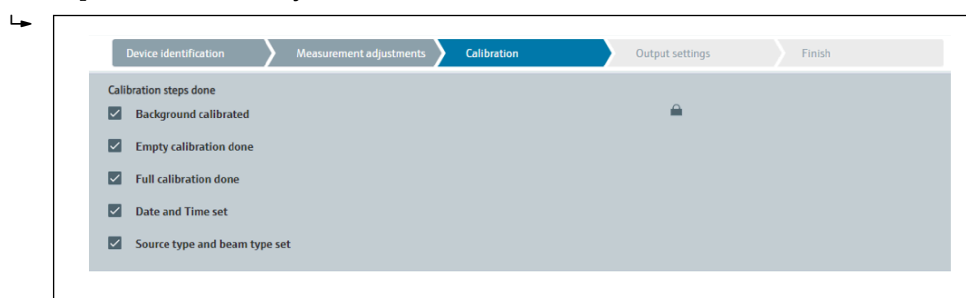 Device identification
Measurement adjustments
Calibration
Output settings
Finish
Calibration steps done
Background calibrated
Empty calibration done
Full calibration done
Date and Time set
Source type and beam type set